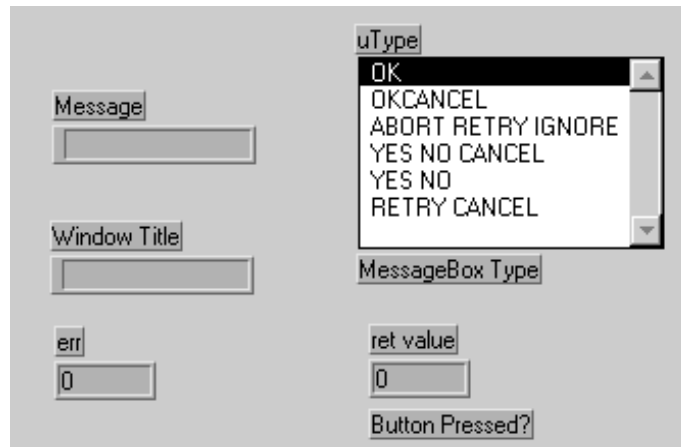 uType
OK
OKCANCEL
ABORT RETRY IGNORE
YES NO CANCEL
YES NO
RETRY CANCEL
MessageBox Type
Message
Window Title
err
0
ret value
0
Button Pressed?